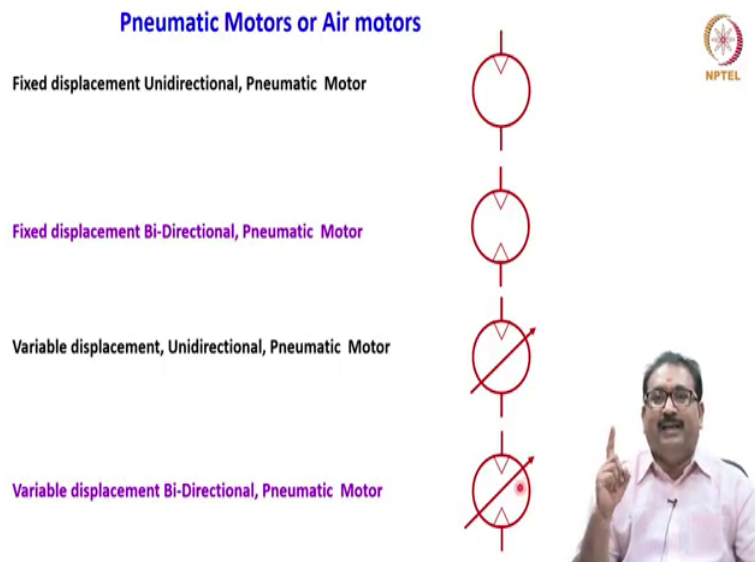 Pneumatic Motors or Air motors
NPTEL
Fixed displacement Unidirectional, Pneumatic Motor
Fixed displacement Bi-Directional, Pneumatic Motor
Variable displacement, Unidirectional, Pneumatic Motor
Variable displacement Bi-Directional, Pneumatic Motor